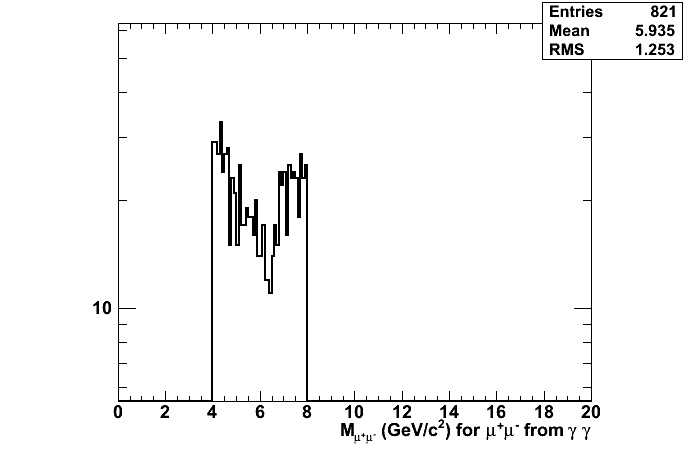 Entries 821
Mean 5.935
RMS 1.253
10
0 2 4 6 8 10 12 14 16 18 20
M_{μ⁺μ⁻} (GeV/c²) for μ⁺μ⁻ from γ γ